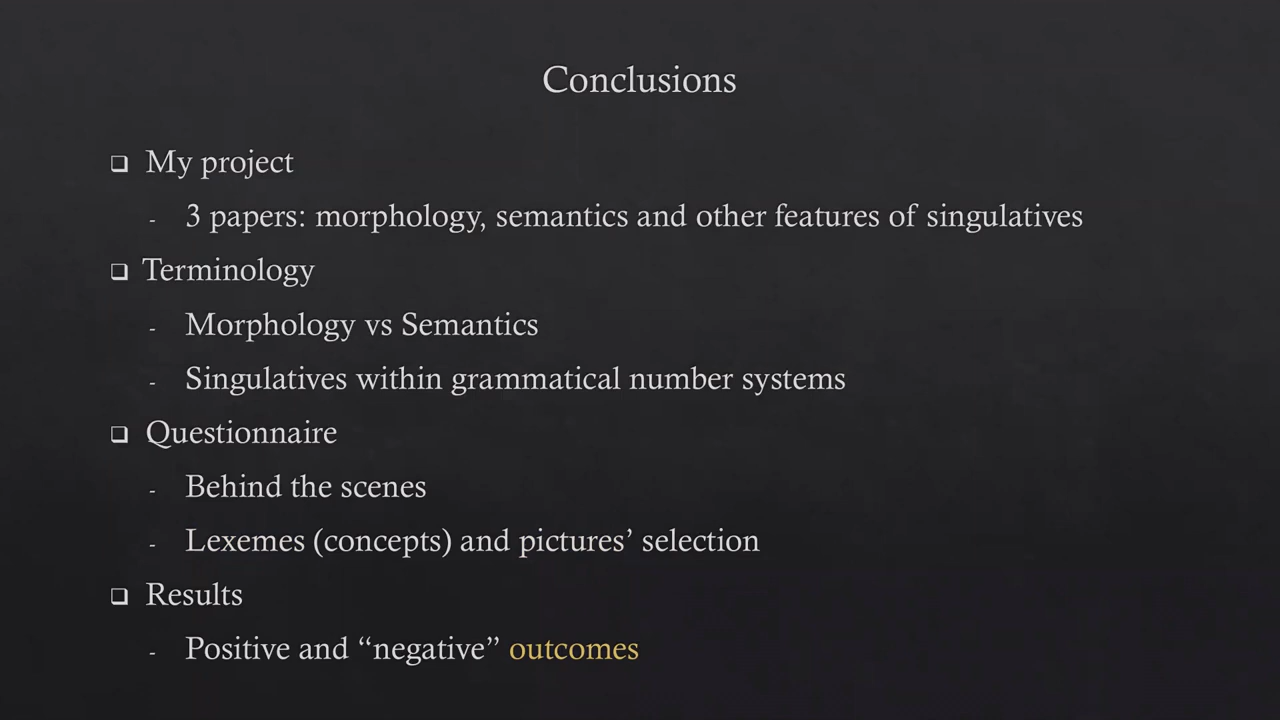 Conclusions
❑ My project
- 3 papers: morphology, semantics and other features of singulatives
❑ Terminology
- Morphology vs Semantics
- Singulatives within grammatical number systems
❑ Questionnaire
- Behind the scenes
- Lexemes (concepts) and pictures’ selection
❑ Results
- Positive and “negative” outcomes